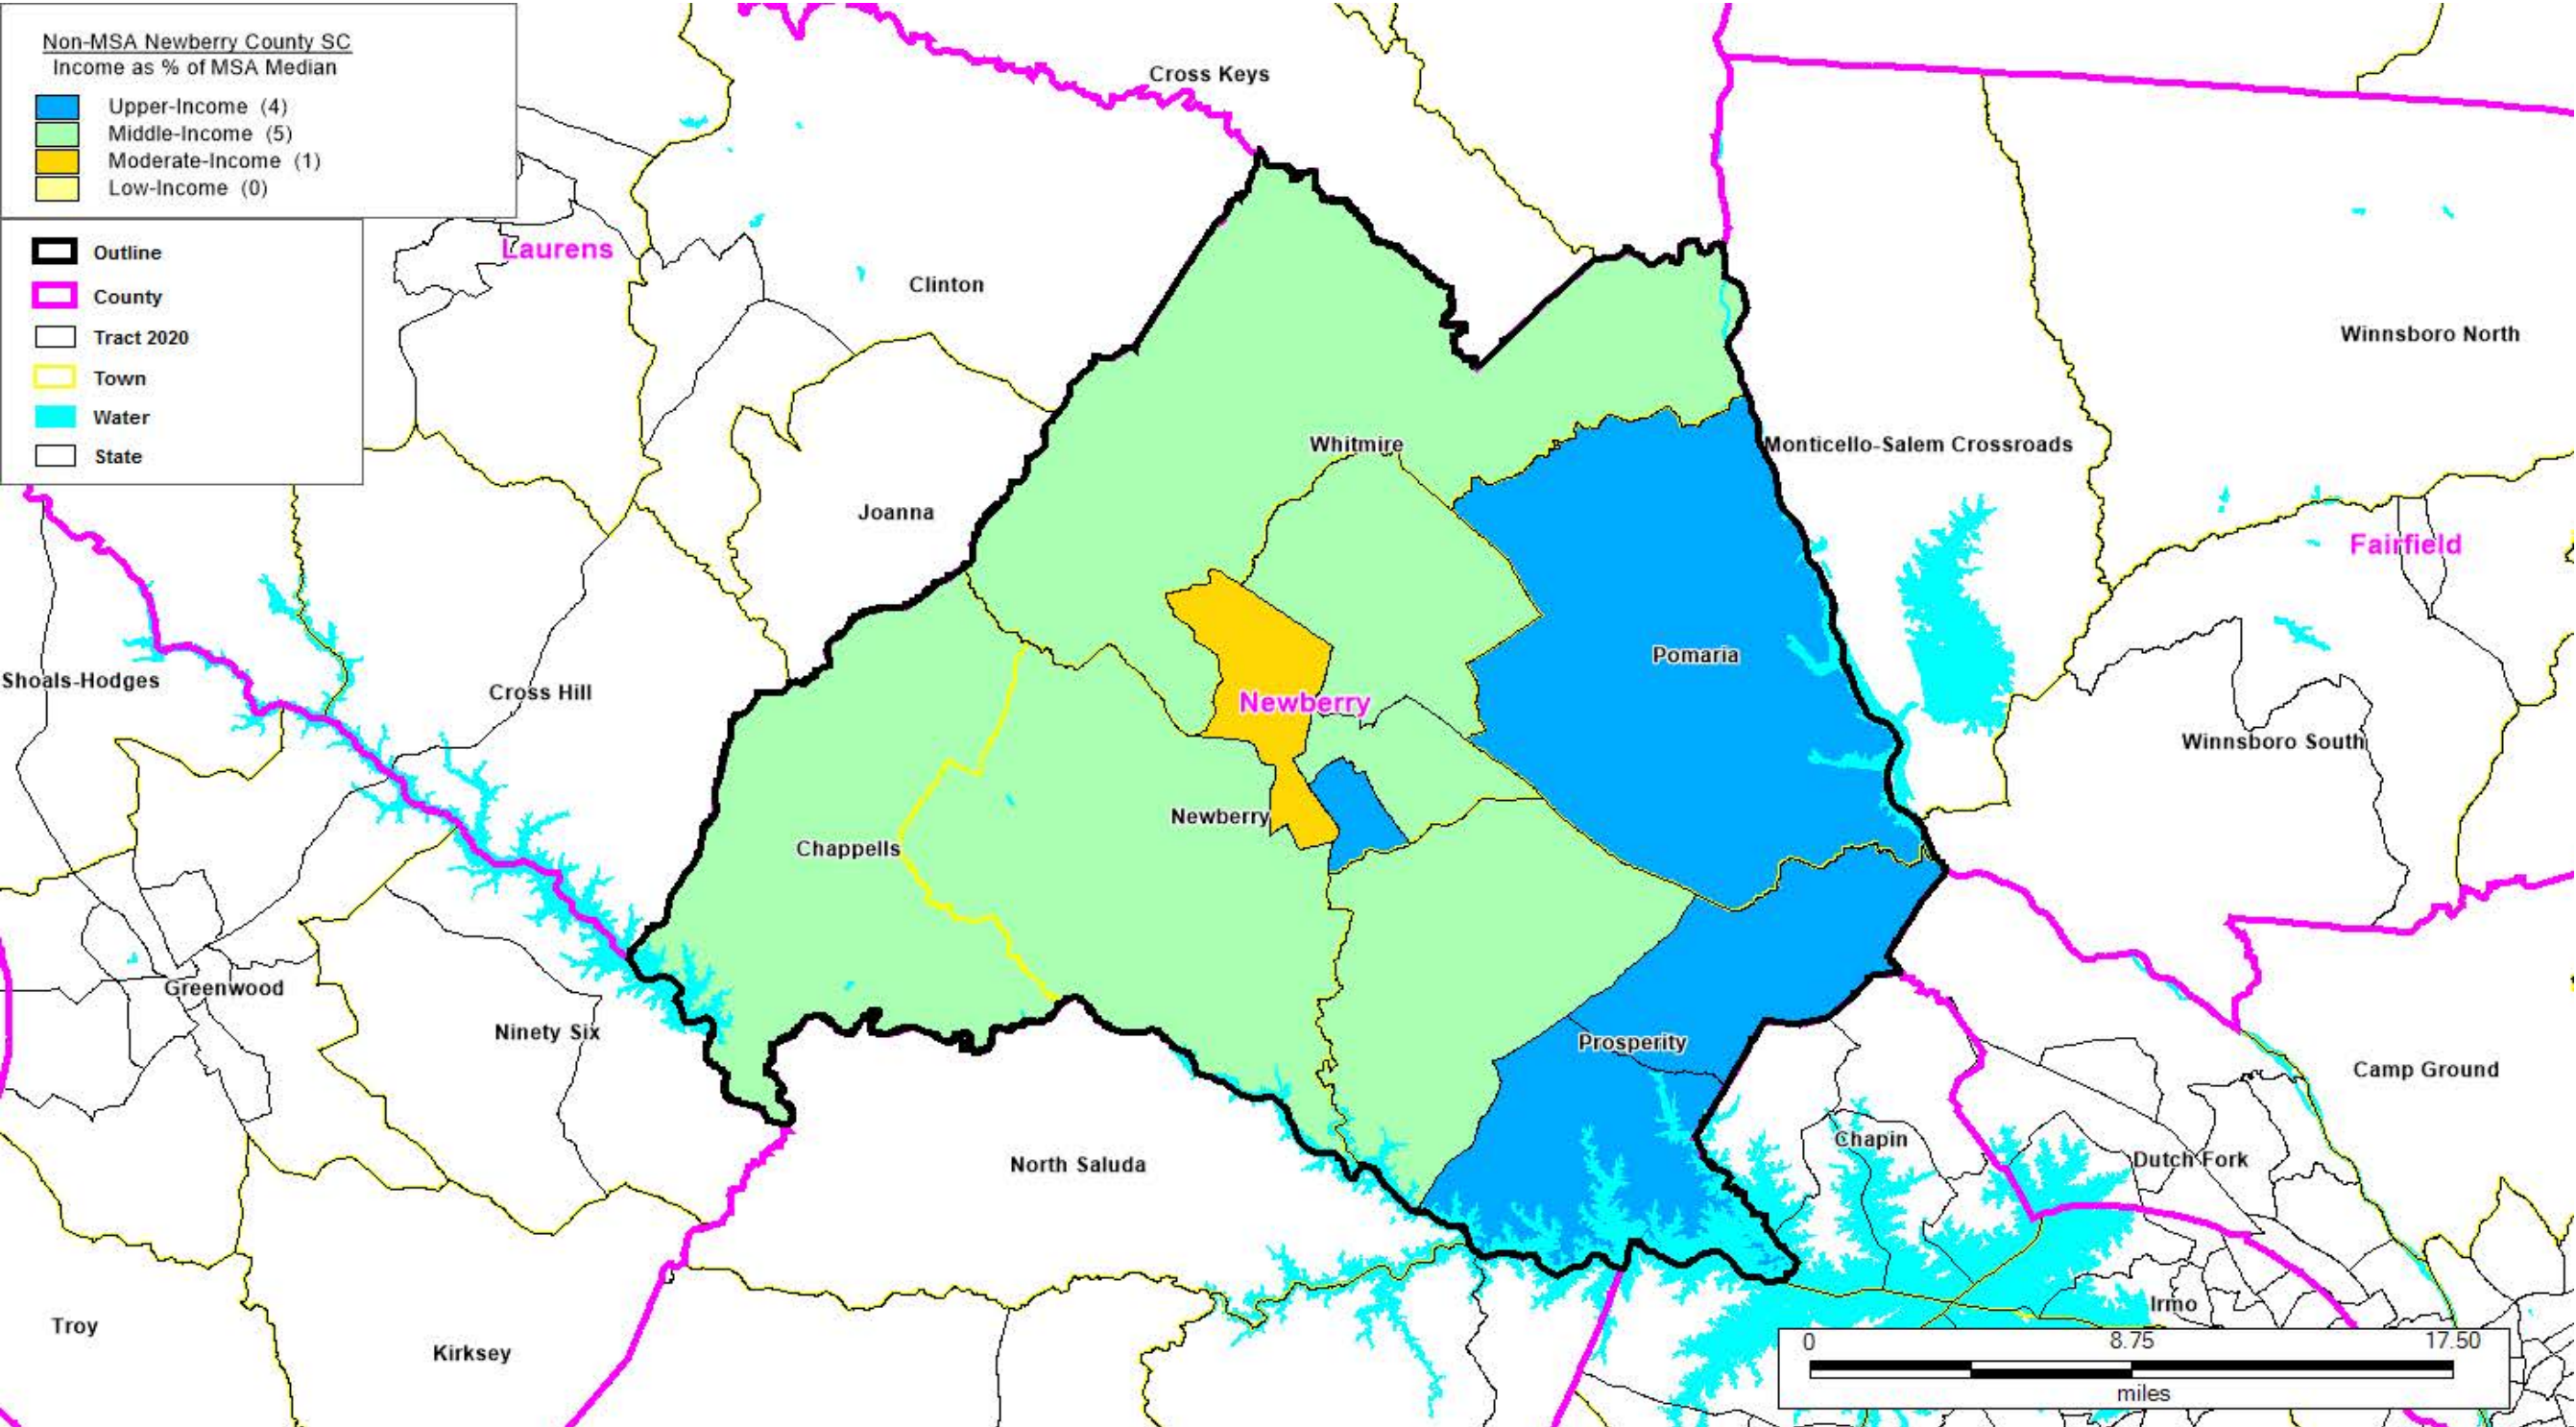 Non-MSA Newberry County SC
Income as % of MSA Median
Upper-Income (4)
Middle-Income (5)
Moderate-Income (1)
Low-Income (0)
Outline
County
Tract 2020
Town
Water
State
Cross Keys
Laurens
Clinton
Winnsboro North
Whitmire
Monticello-Salem Crossroads
Joanna
Fairfield
Pomaria
Shoals-Hodges
Cross Hill
Newberry
Winnsboro South
Newberry
Chappells
Greenwood
Ninety Six
Prosperity
Camp Ground
Chapin
Dutch Fork
North Saluda
Irmo
Troy
Kirksey
0 8.75 17.50
miles